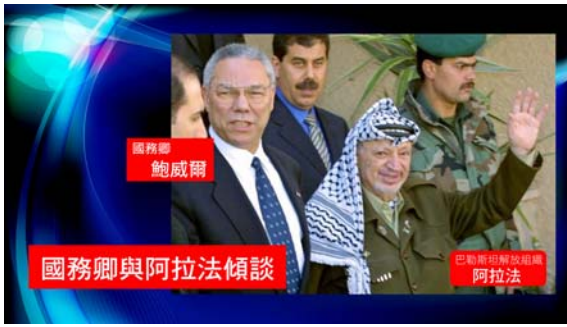 國務卿
鮑威爾
國務卿與阿拉法傾談
巴勒斯坦解放組織
阿拉法